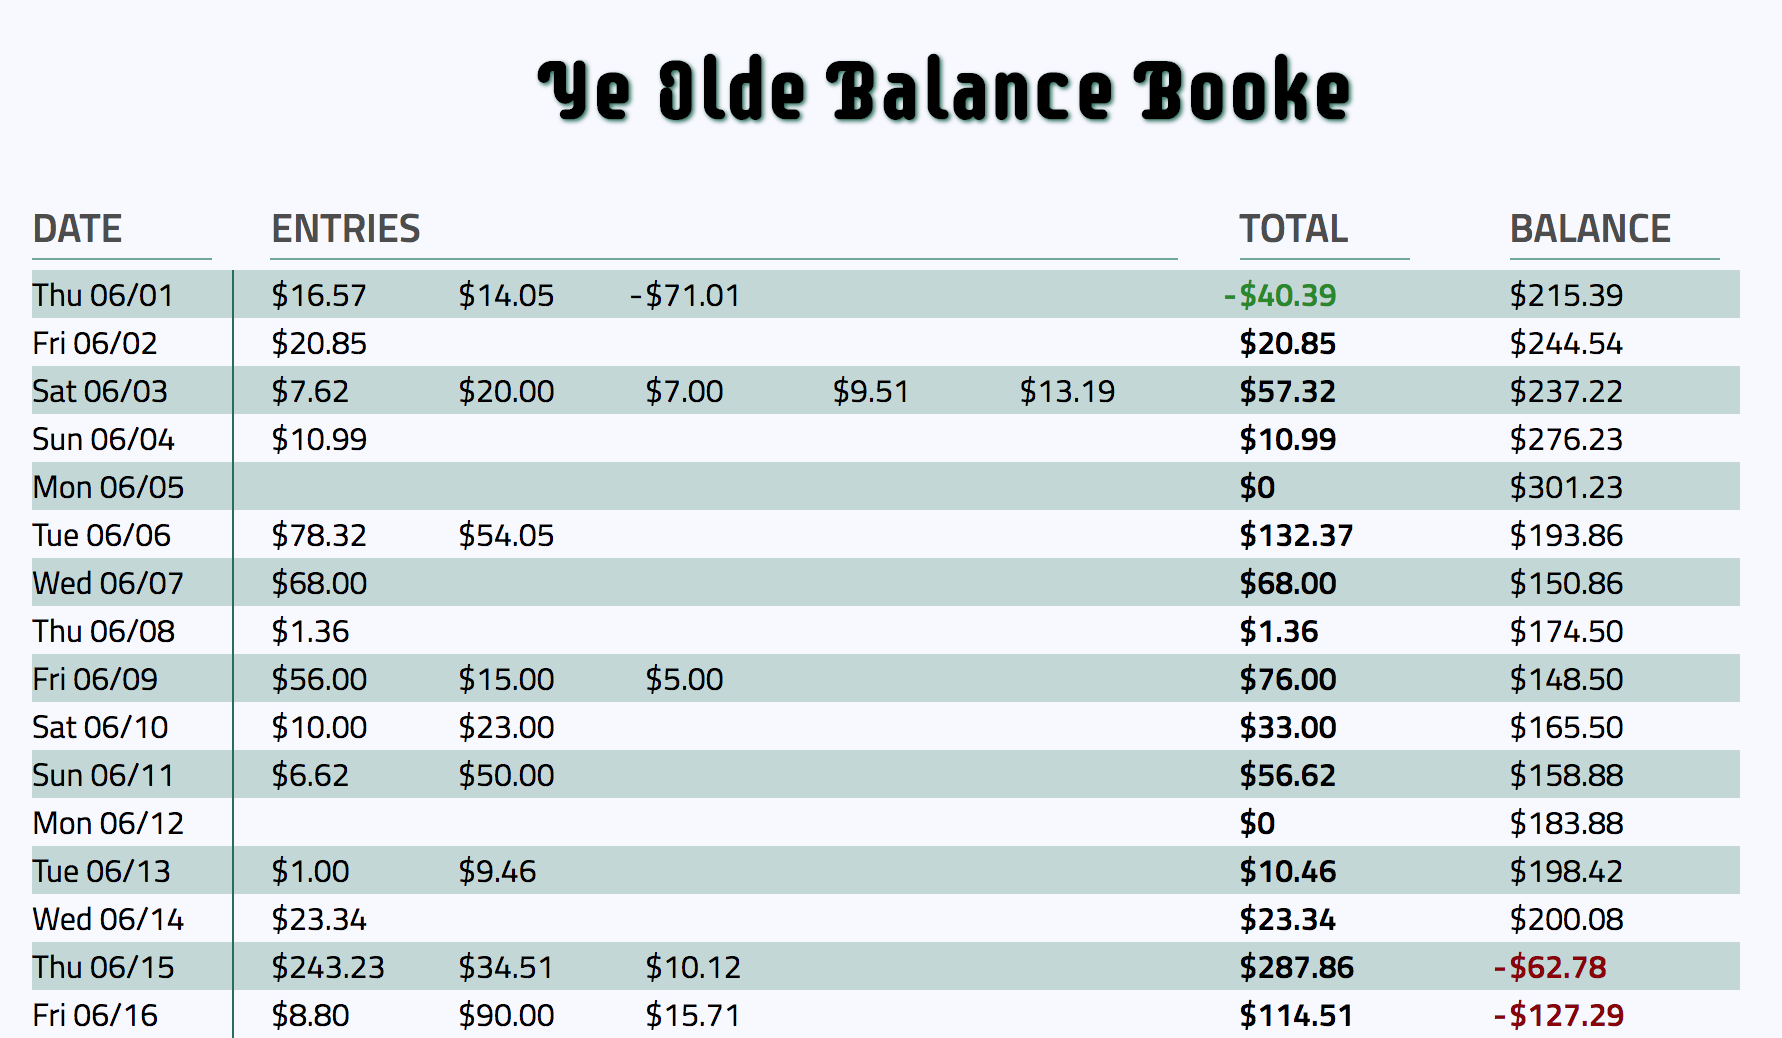 Ye Olde Balance Booke
DATE ENTRIES TOTAL BALANCE
Thu 06/01 $16.57 $14.05 -$71.01 -$40.39 $215.39
Fri 06/02 $20.85 $20.85 $244.54
Sat 06/03 $7.62 $20.00 $7.00 $9.51 $13.19 $57.32 $237.22
Sun 06/04 $10.99 $10.99 $276.23
Mon 06/05 $0 $301.23
Tue 06/06 $78.32 $54.05 $132.37 $193.86
Wed 06/07 $68.00 $68.00 $150.86
Thu 06/08 $1.36 $1.36 $174.50
Fri 06/09 $56.00 $15.00 $5.00 $76.00 $148.50
Sat 06/10 $10.00 $23.00 $33.00 $165.50
Sun 06/11 $6.62 $50.00 $56.62 $158.88
Mon 06/12 $0 $183.88
Tue 06/13 $1.00 $9.46 $10.46 $198.42
Wed 06/14 $23.34 $23.34 $200.08
Thu 06/15 $243.23 $34.51 $10.12 $287.86 -$62.78
Fri 06/16 $8.80 $90.00 $15.71 $114.51 -$127.29